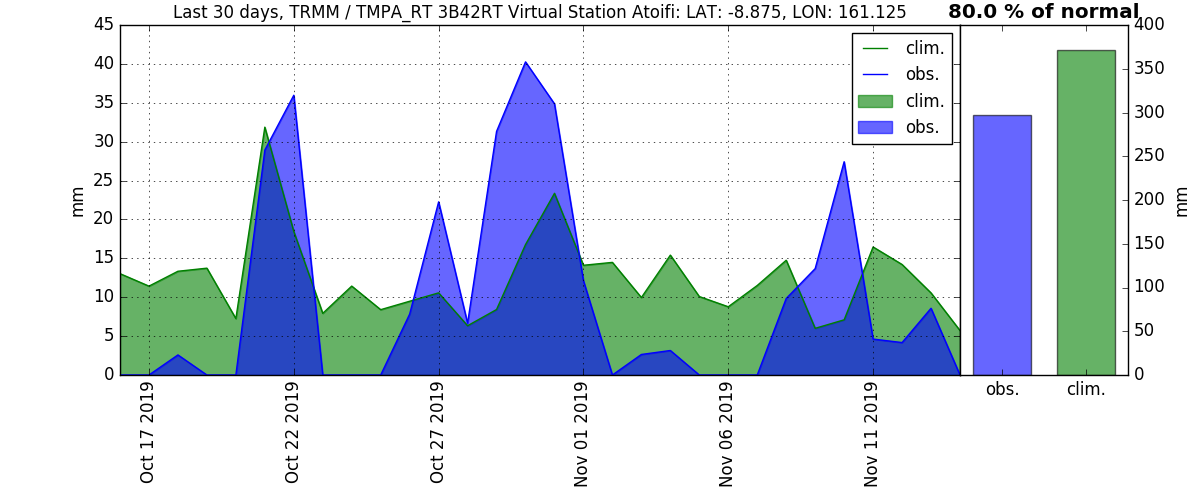 Last 30 days, TRMM / TMPA_RT 3B42RT Virtual Station Atoifi: LAT: -8.875, LON: 161.125
80.0 % of normal
45
40
35
30
25
20
15
10
5
0
mm
clim.
obs.
clim.
obs.
Oct 17 2019
Oct 22 2019
Oct 27 2019
Nov 01 2019
Nov 06 2019
Nov 11 2019
400
350
300
250
200
150
100
50
0
mm
obs.
clim.